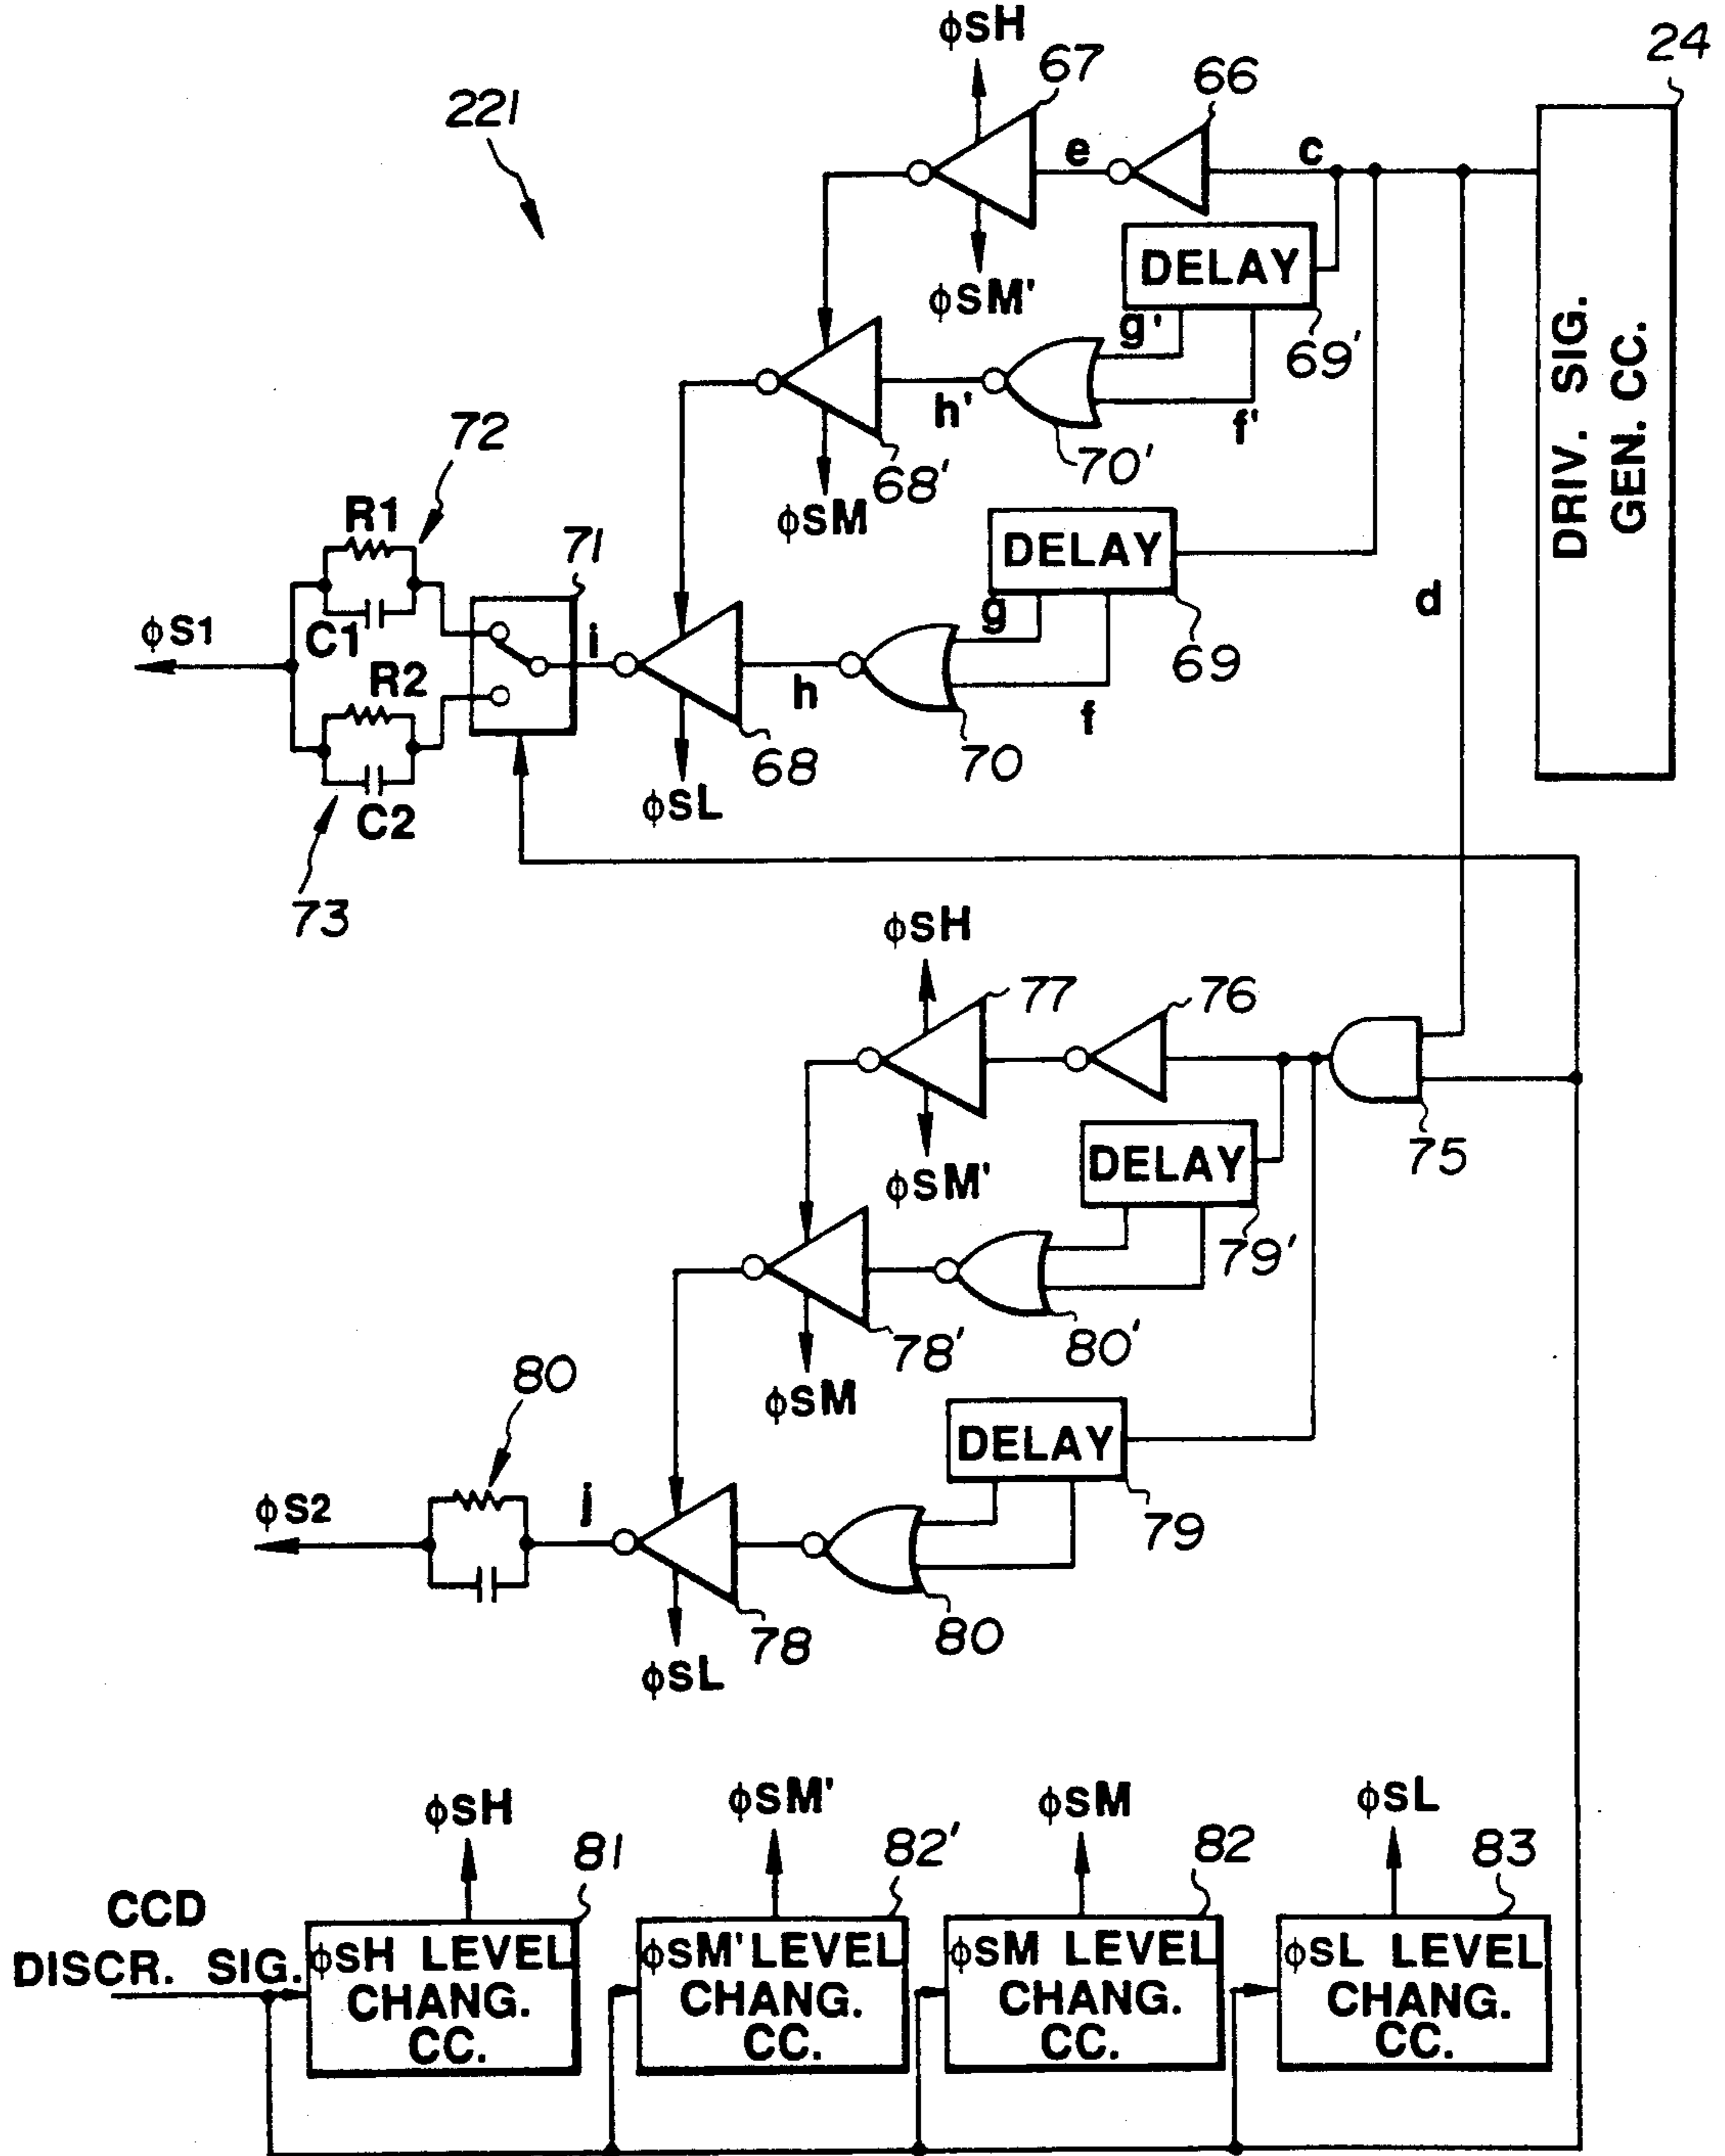 φSH
67
66
24
221
e
c
DELAY
φSM'
g'
69'
DRIV. SIG.
GEN. CC.
h'
f'
72
68'
70'
φSM
R1
71
DELAY
g
d
φS1
C1
i
69
R2
h
f
68
70
φSL
C2
73
φSH
77
76
DELAY
75
φSM'
79'
78'
80'
φSM
80
DELAY
φS2
j
79
78
80
φSL
φSH
φSM'
φSM
φSL
81
82'
82
83
CCD
DISCR. SIG.
φSH LEVEL
CHANG.
CC.
φSM' LEVEL
CHANG.
CC.
φSM LEVEL
CHANG.
CC.
φSL LEVEL
CHANG.
CC.